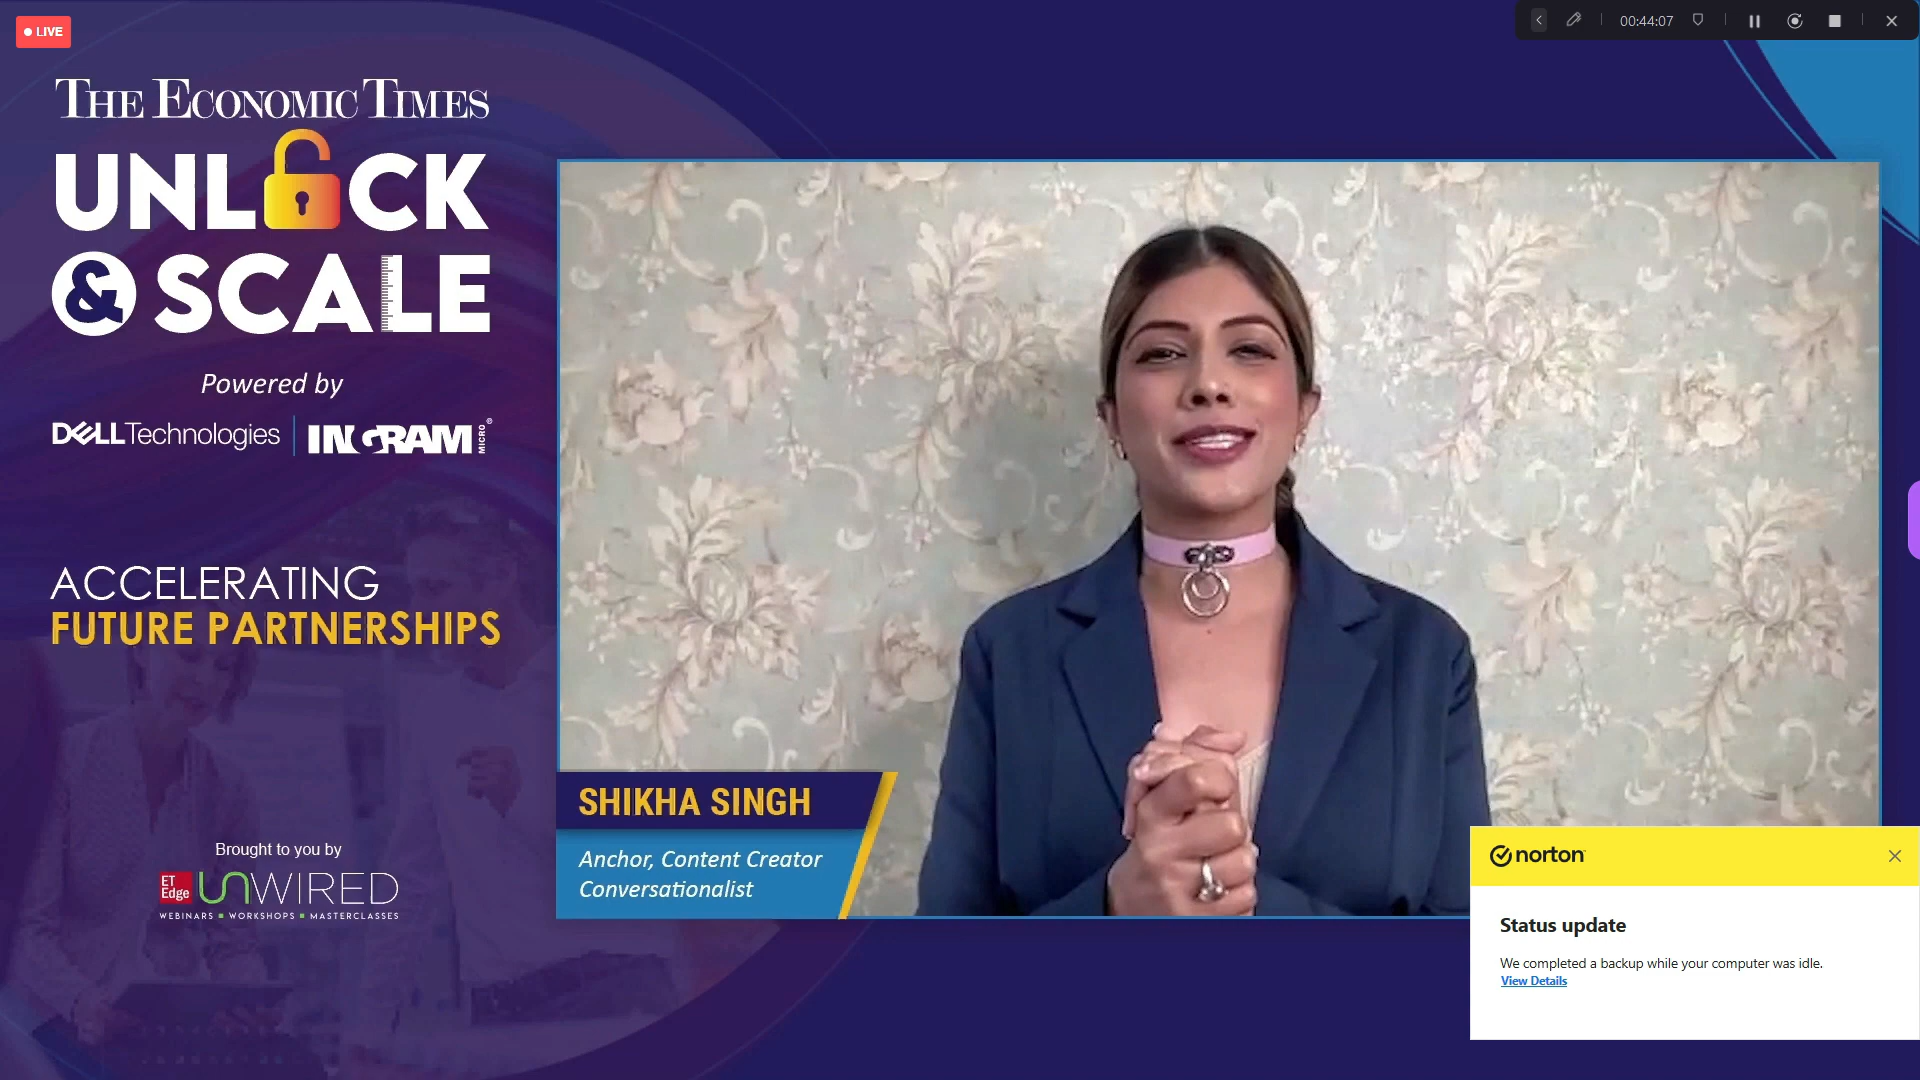 LIVE
00:44:07
THE ECONOMIC TIMES
UNLOCK
& SCALE
Powered by
DELL Technologies | INGRAM MICRO®
ACCELERATING
FUTURE PARTNERSHIPS
Brought to you by
ET Edge UNWIRED
WEBINARS ▪ WORKSHOPS ▪ MASTERCLASSES
SHIKHA SINGH
Anchor, Content Creator
Conversationalist
norton
Status update
We completed a backup while your computer was idle.
View Details